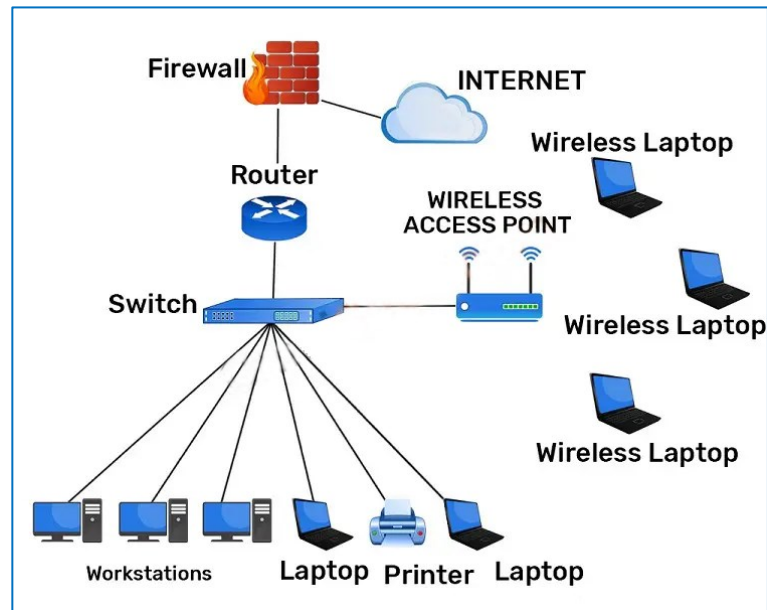 Firewall
INTERNET
Wireless Laptop
Router
WIRELESS
ACCESS POINT
Switch
Wireless Laptop
Wireless Laptop
Workstations
Laptop
Printer
Laptop